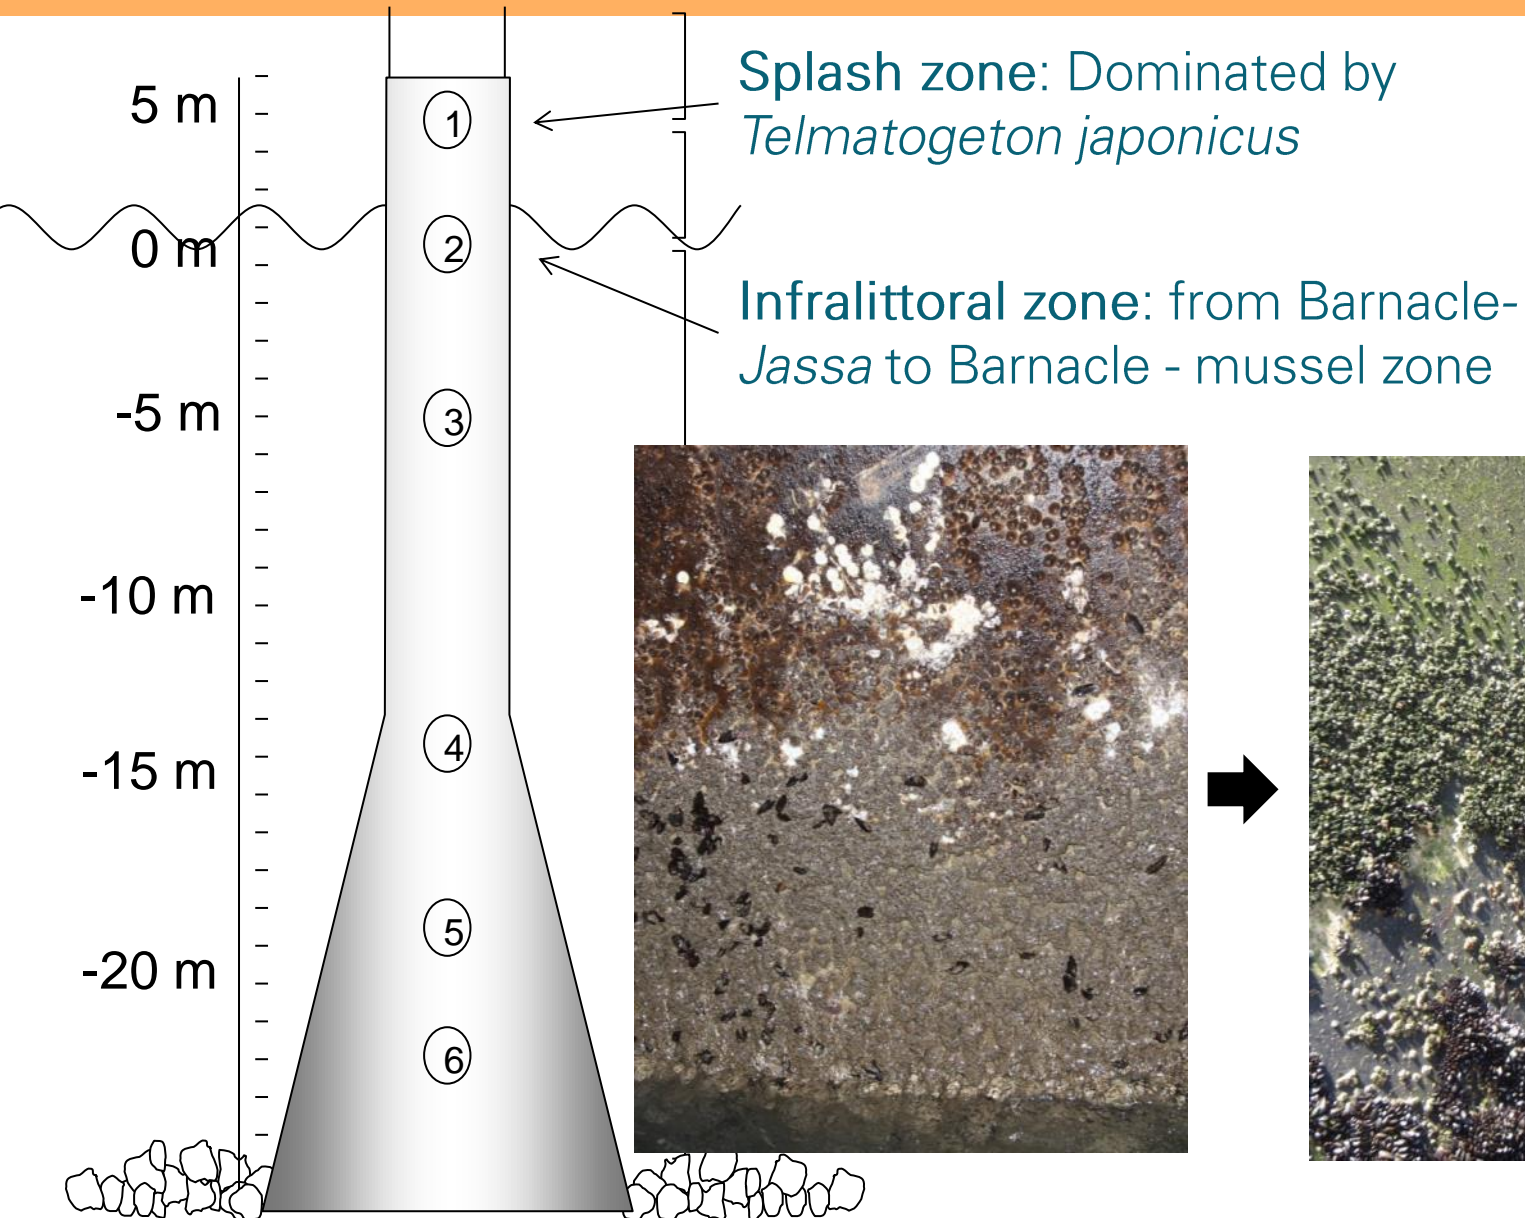 5 m
0 m
-5 m
-10 m
-15 m
-20 m
1
2
3
4
5
6
Splash zone: Dominated by
Telmatogeton japonicus
Infralittoral zone: from Barnacle-
Jassa to Barnacle - mussel zone